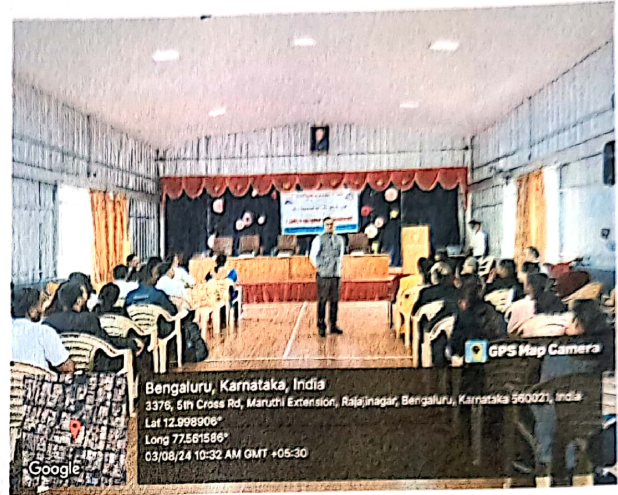 GPS Map Camera
Bengaluru, Karnataka, India
3376, 5th Cross Rd, Maruthi Extension, Rajajinagar, Bengaluru, Karnataka 560021, India
Lat 12.998906°
Long 77.561586°
03/08/24 10:32 AM GMT +05:30
Google